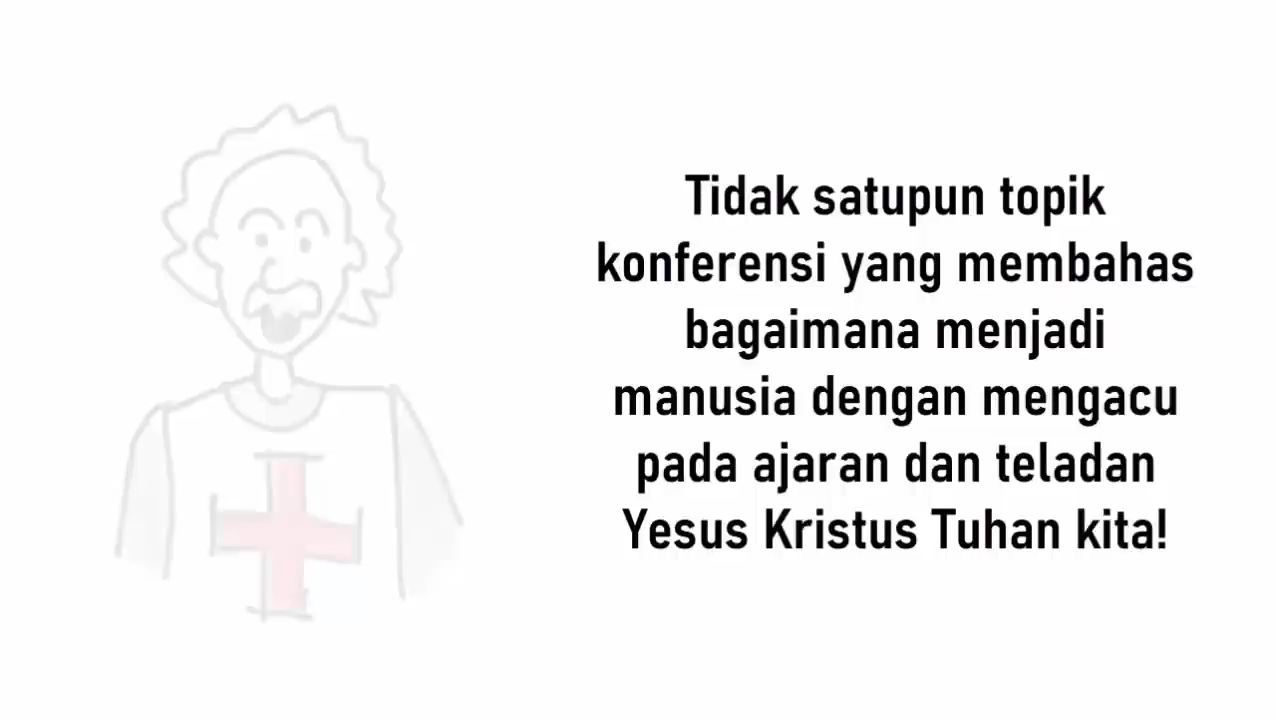 Tidak satupun topik
konferensi yang membahas
bagaimana menjadi
manusia dengan mengacu
pada ajaran dan teladan
Yesus Kristus Tuhan kita!